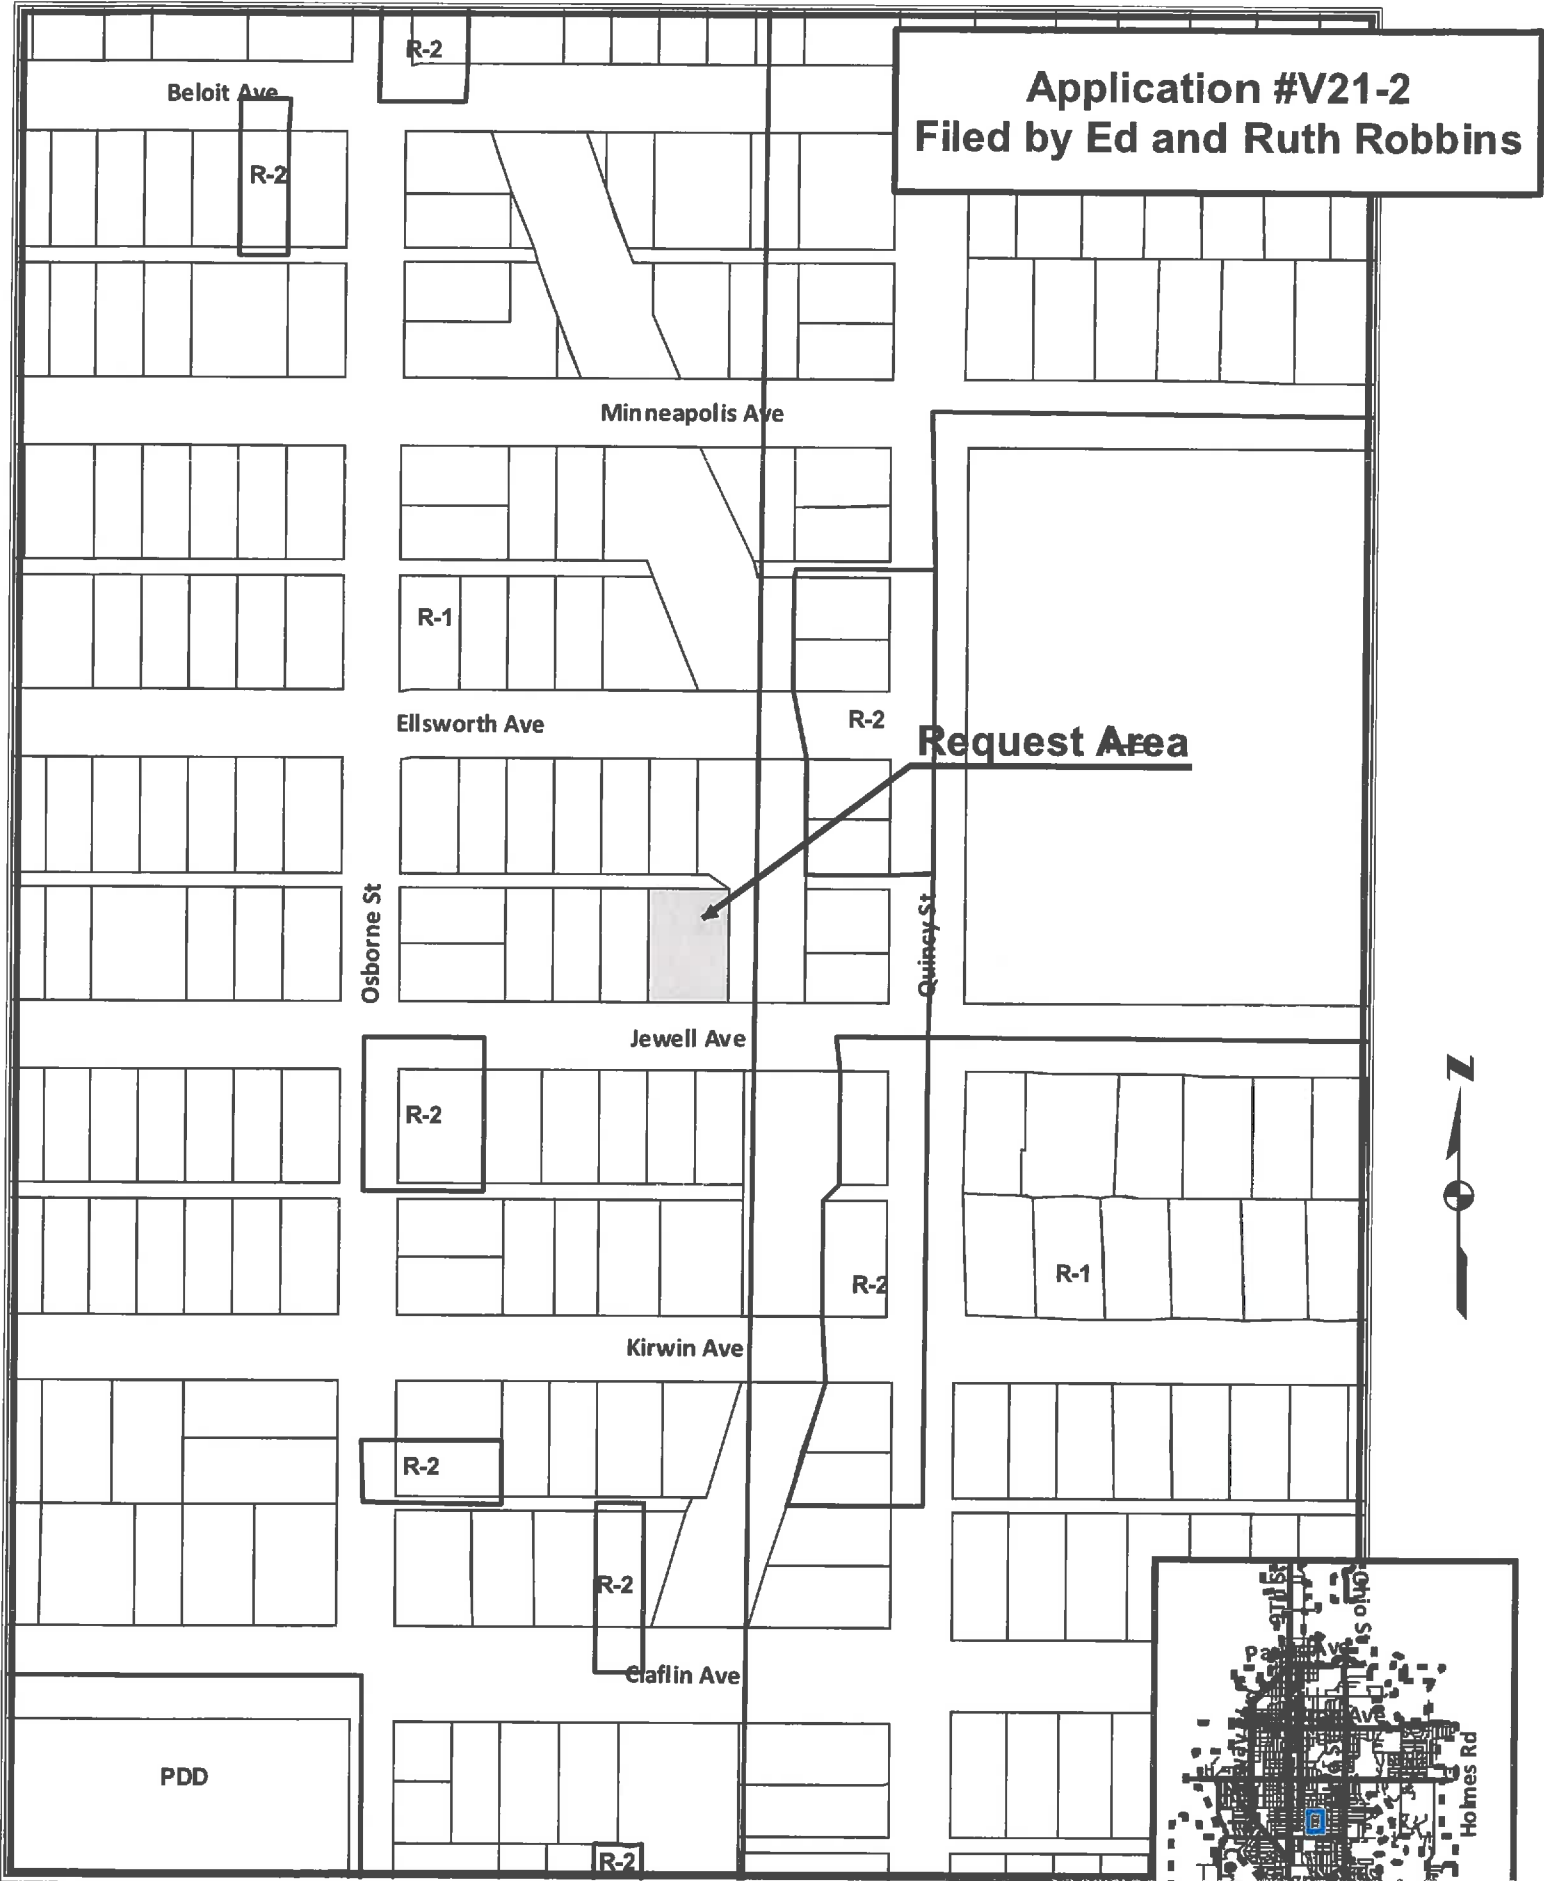 R-2
Application #V21-2
Filed by Ed and Ruth Robbins
Beloit Ave
R-2
Minneapolis Ave
R-1
Ellsworth Ave
R-2
Request Area
Osborne St
Quincy St
Jewell Ave
R-2
N
R-1
R-2
Kirwin Ave
R-2
R-2
Claflin Ave
PDD
R-2
Ohio St
Ave
Ave
Holmes Rd